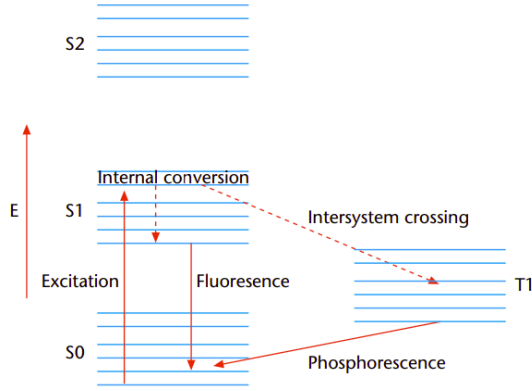 S2
Internal conversion
E
S1
Intersystem crossing
Excitation
Fluoresence
T1
S0
Phosphorescence